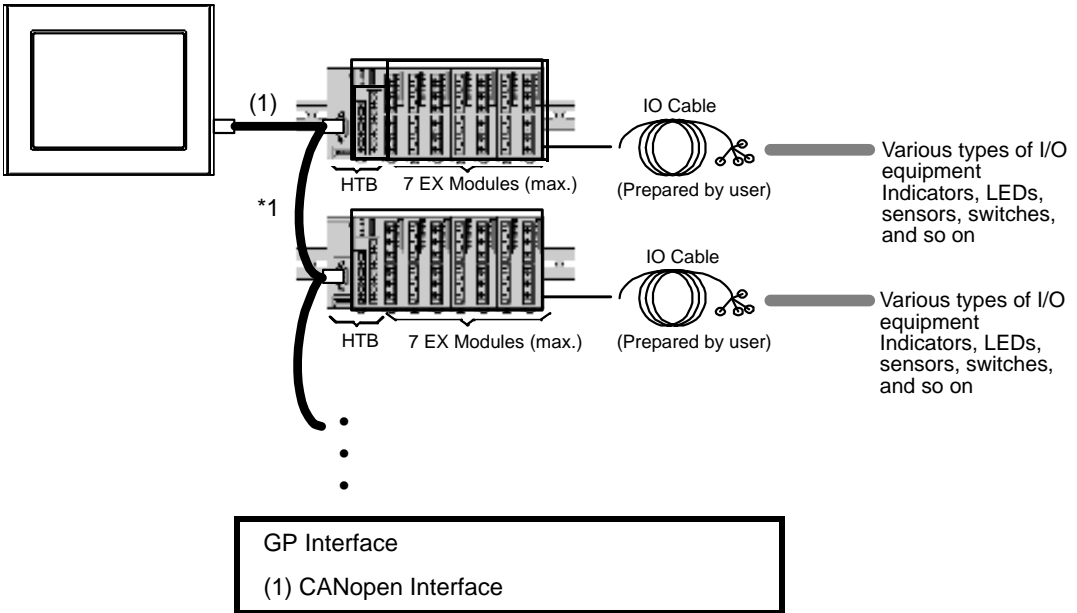 (1)
IO Cable
HTB
7 EX Modules (max.)
(Prepared by user)
Various types of I/O
equipment
Indicators, LEDs,
sensors, switches,
and so on
*1
IO Cable
HTB
7 EX Modules (max.)
(Prepared by user)
Various types of I/O
equipment
Indicators, LEDs,
sensors, switches,
and so on
GP Interface
(1) CANopen Interface